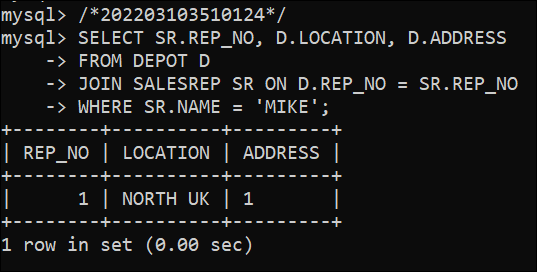 mysql> /*202203103510124*/
mysql> SELECT SR.REP_NO, D.LOCATION, D.ADDRESS
    -> FROM DEPOT D
    -> JOIN SALESREP SR ON D.REP_NO = SR.REP_NO
    -> WHERE SR.NAME = 'MIKE';
+--------+----------+---------+
| REP_NO | LOCATION | ADDRESS |
+--------+----------+---------+
|      1 | NORTH UK | 1       |
+--------+----------+---------+
1 row in set (0.00 sec)